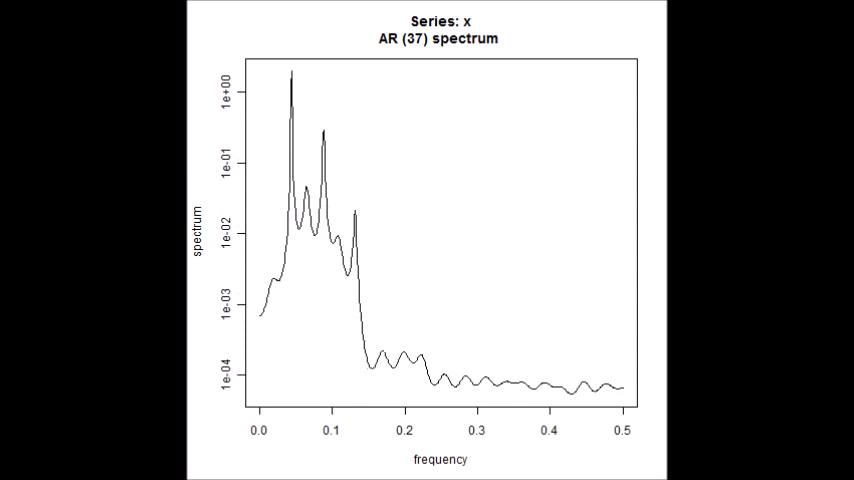 Series: x
AR (37) spectrum
1e+00
1e-01
1e-02
1e-03
1e-04
spectrum
0.0 0.1 0.2 0.3 0.4 0.5
frequency